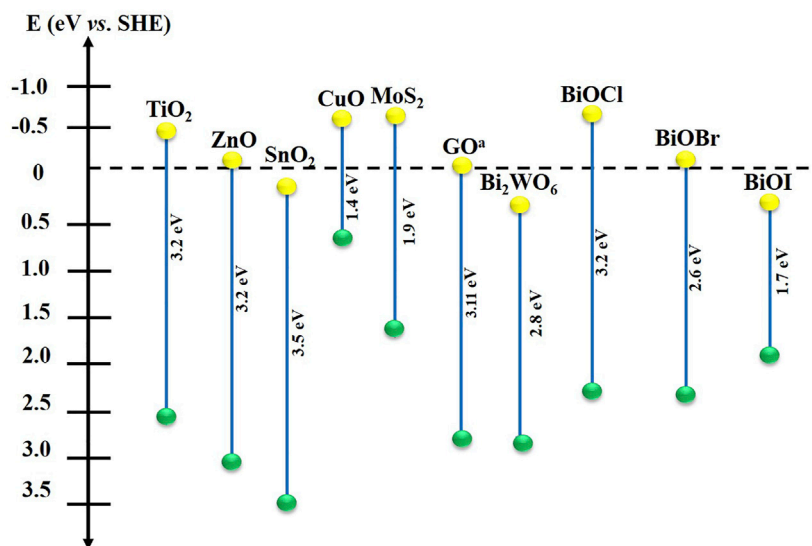 E (eV vs. SHE)
-1.0
-0.5
0
0.5
1.0
1.5
2.0
2.5
3.0
3.5
TiO₂
3.2 eV
ZnO
3.2 eV
SnO₂
3.5 eV
CuO
1.4 eV
MoS₂
1.9 eV
GOᵃ
3.11 eV
Bi₂WO₆
2.8 eV
BiOCl
3.2 eV
BiOBr
2.6 eV
BiOI
1.7 eV